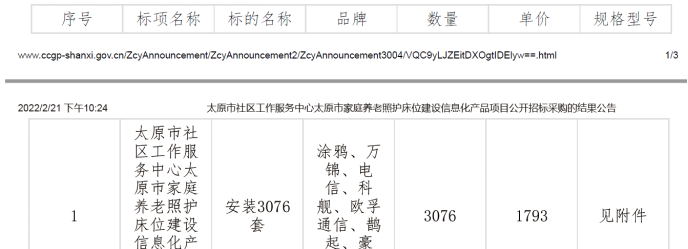 序号 标项名称 标的名称 品牌 数量 单价 规格型号
www.ccgp-shanxi.gov.cn/ZcyAnnouncement/ZcyAnnouncement2/ZcyAnnouncement3004/VQC9yLJZEitDXOgtIDEIyw==.html 1/3
2022/2/21 下午10:24 太原市社区工作服务中心太原市家庭养老照护床位建设信息化产品项目公开招标采购的结果公告
太原市社
区工作服
务中心太
原市家庭
养老照护
床位建设
信息化产
1
安装3076
套
涂鸦、万
锦、电
信、科
舰、欧孚
通信、鹊
起、豪
3076
1793
见附件